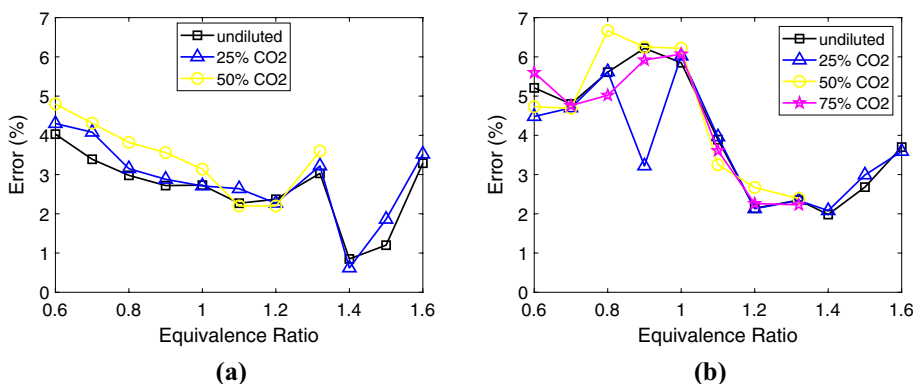 7
6
5
4
3
2
1
0
Error (%)
undiluted
25% CO2
50% CO2
0.6
0.8
1
1.2
1.4
1.6
Equivalence Ratio
(a)
7
6
5
4
3
2
1
0
Error (%)
undiluted
25% CO2
50% CO2
75% CO2
0.6
0.8
1
1.2
1.4
1.6
Equivalence Ratio
(b)